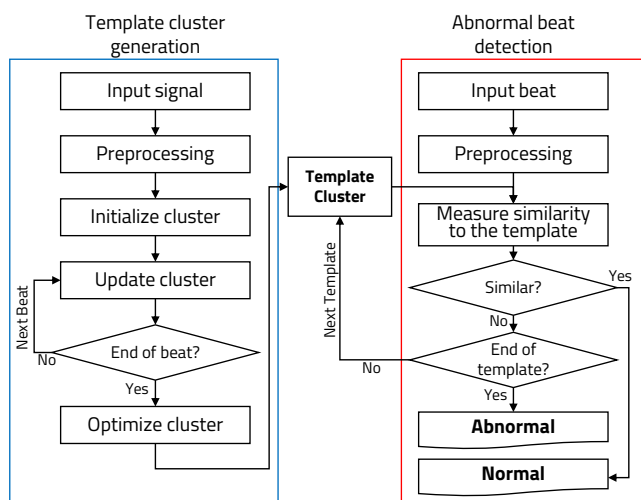 Template cluster
generation
Input signal
Preprocessing
Initialize cluster
Update cluster
Next Beat
End of beat?
No
Yes
Optimize cluster
Template
Cluster
Next Template
Abnormal beat
detection
Input beat
Preprocessing
Measure similarity
to the template
Similar?
Yes
No
End of
template?
No
Yes
Abnormal
Normal